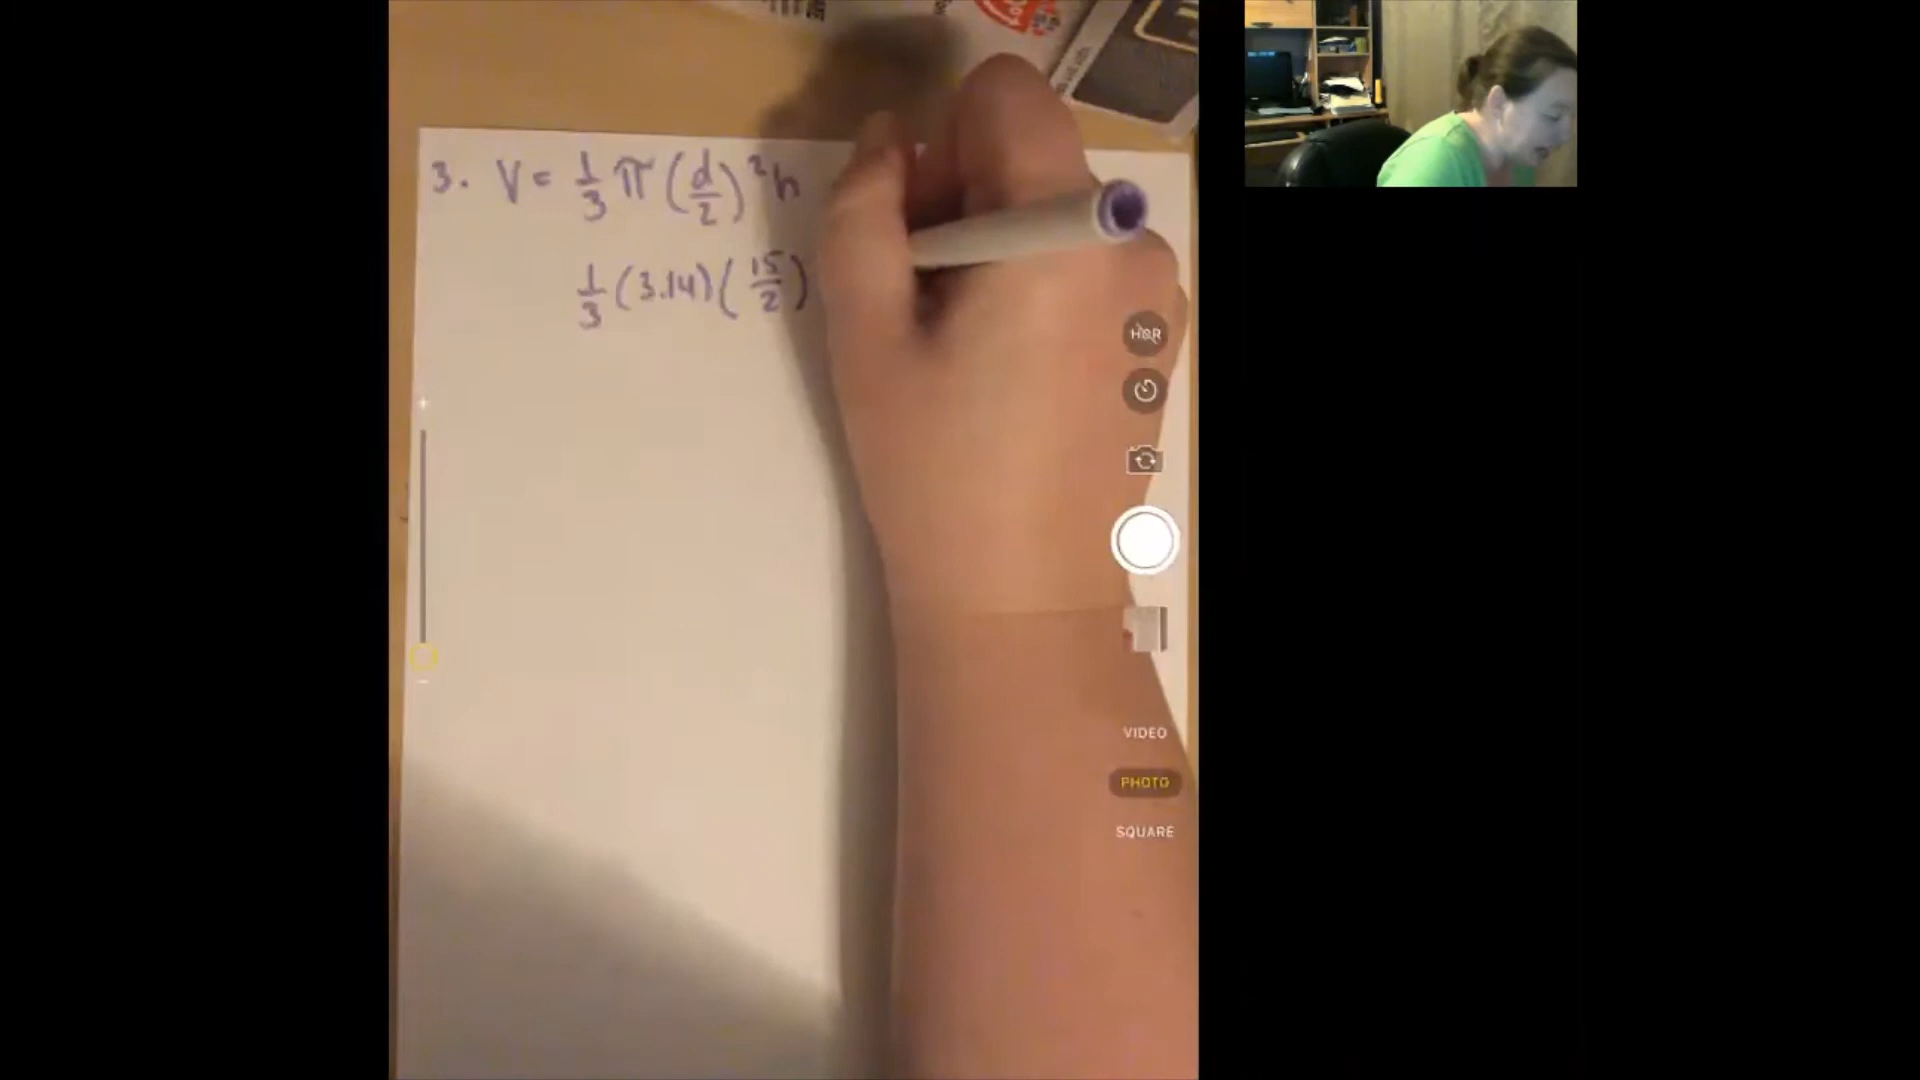 3. V = 1/3 π (d/2)² h
1/3 (3.14) (15/2)
HDR
VIDEO
PHOTO
SQUARE